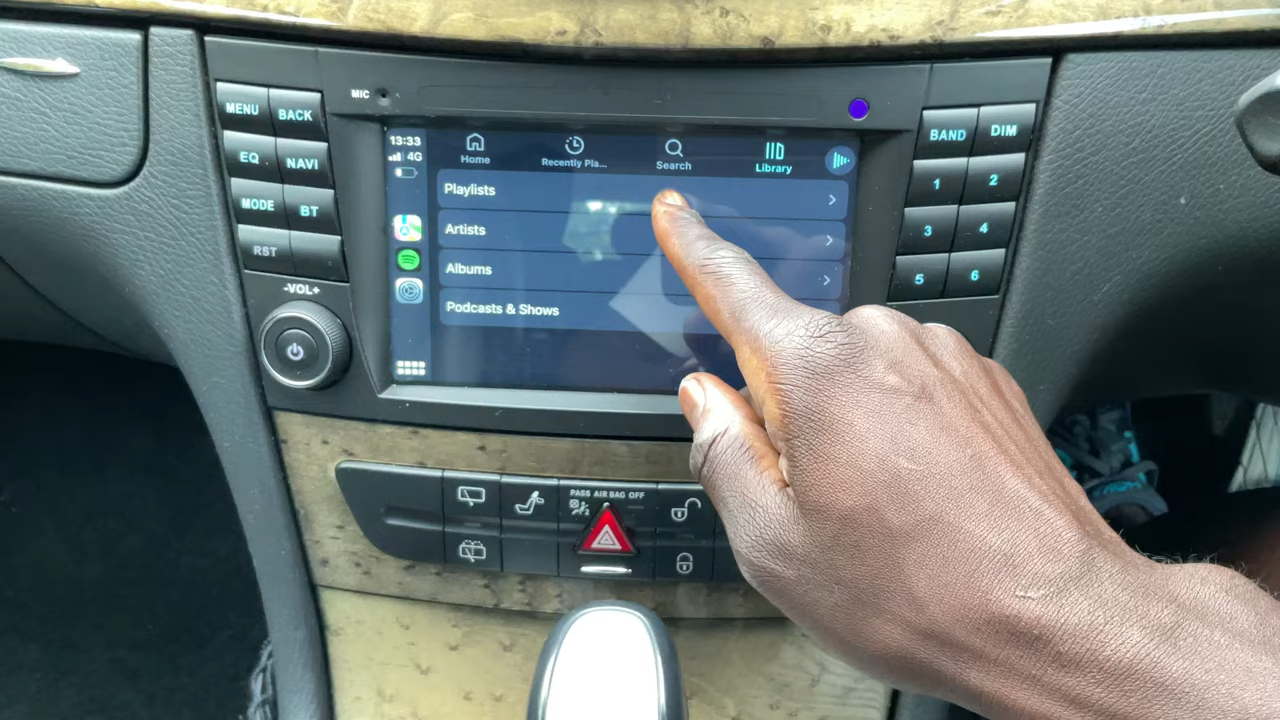 MIC
MENU
BACK
EQ
NAVI
MODE
BT
RST
-VOL+
13:33
4G
Home
Recently Pla...
Search
Library
Playlists
Artists
Albums
Podcasts & Shows
BAND
DIM
1
2
3
4
5
6
PASS AIR BAG OFF